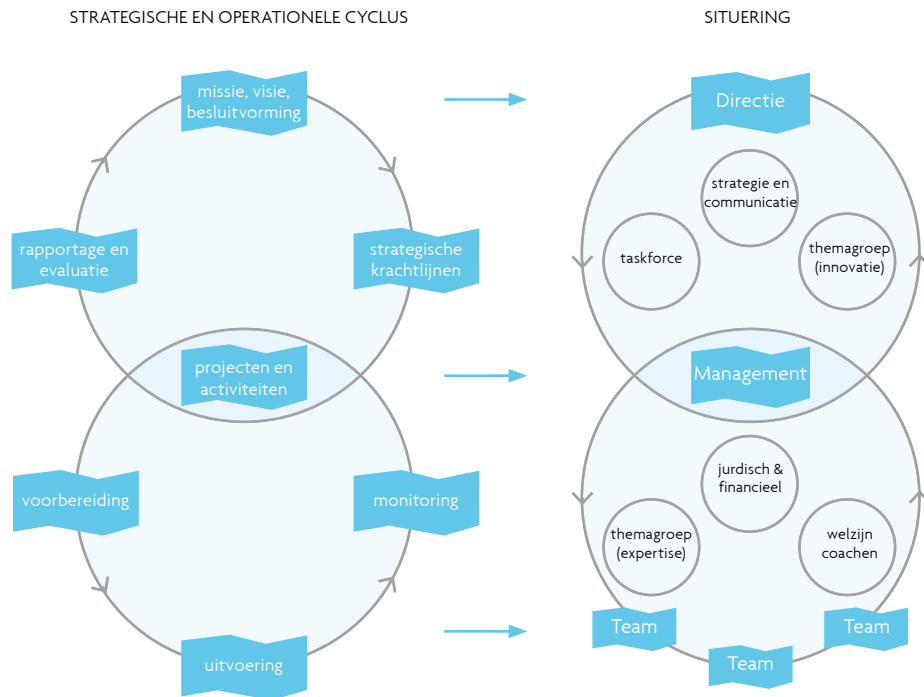 STRATEGISCHE EN OPERATIONELE CYCLUS
SITUERING
missie, visie,
besluitvorming
Directie
strategie en
communicatie
rapportage en
evaluatie
strategische
krachtlijnen
taskforce
themagroep
(innovatie)
projecten en
activiteiten
Management
jurdisch &
financieel
voorbereiding
monitoring
themagroep
(expertise)
welzijn
coachen
Team
Team
uitvoering
Team